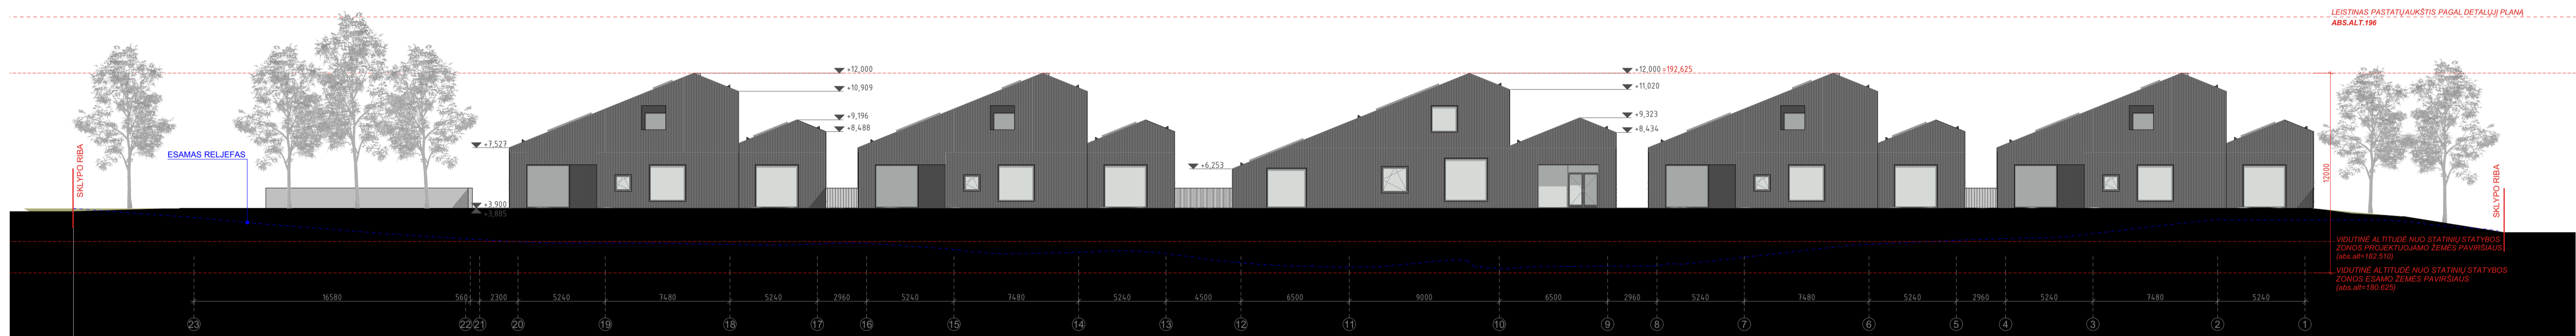 LEISTINAS PASTATŲ AUKŠTIS PAGAL DETALŲJĮ PLANĄ
ABS.ALT.196
+12,000
+10,909
+9,196
+8,488
+7,527
+12,000 =192,625
+11,020
+9,323
+8,434
+6,253
SKLYPO RIBA
ESAMAS RELJEFAS
+3,900
+3,885
12000
SKLYPO RIBA
VIDUTINĖ ALTITUDĖ NUO STATINIŲ STATYBOS
ZONOS PROJEKTUOJAMO ŽEMĖS PAVIRŠIAUS
(abs.alt=182.510)
VIDUTINĖ ALTITUDĖ NUO STATINIŲ STATYBOS
ZONOS ESAMO ŽEMĖS PAVIRŠIAUS
(abs.alt=180.625)
16580 560 2300 5240 7480 5240 2960 5240 7480 5240 4500 6500 9000 6500 2960 5240 7480 5240 2960 5240 7480 5240
23 22 21 20 19 18 17 16 15 14 13 12 11 10 9 8 7 6 5 4 3 2 1